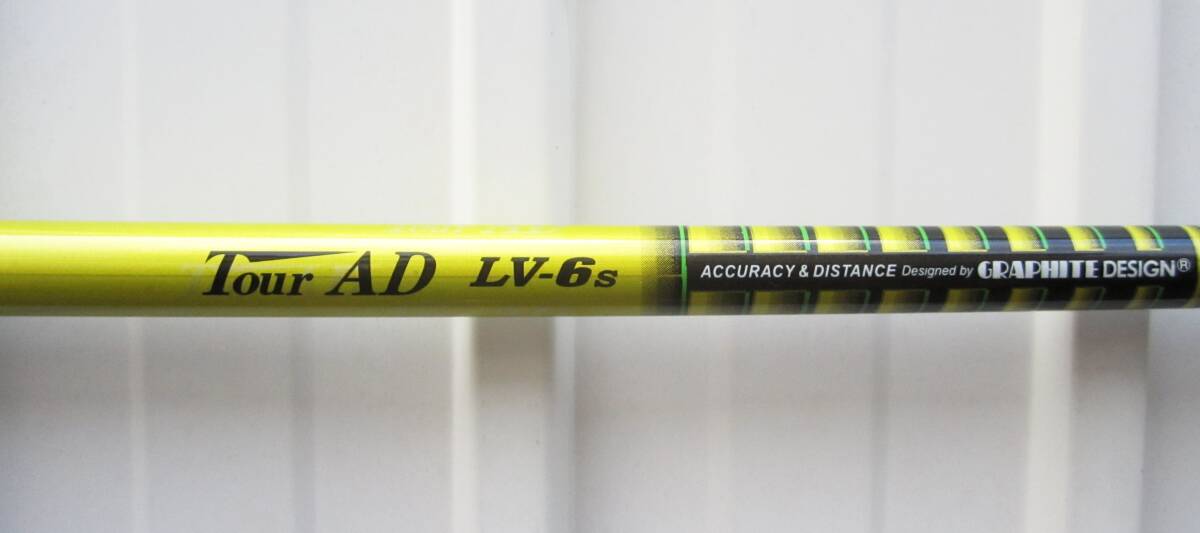 Tour AD LV-6s ACCURACY & DISTANCE Designed by GRAPHITE DESIGN®